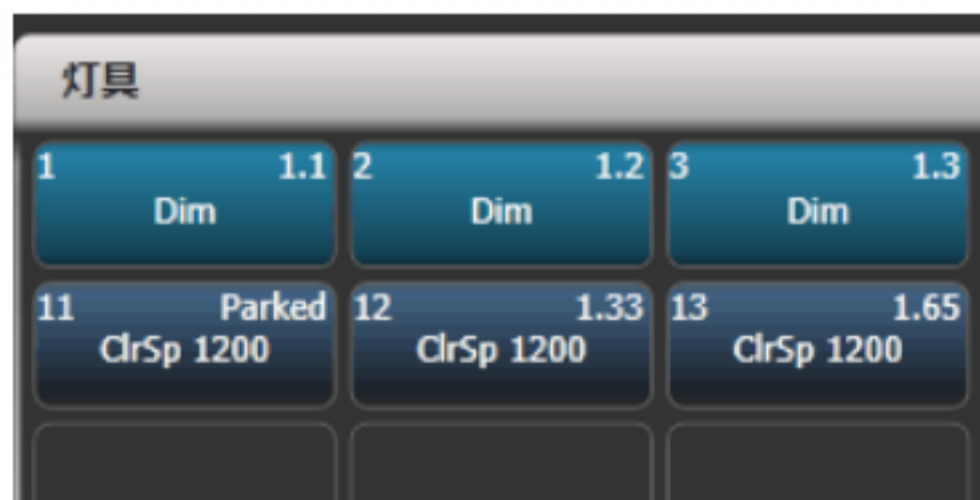 灯具
1 1.1 2 1.2 3 1.3
Dim Dim Dim
11 Parked 12 1.33 13 1.65
ClrSp 1200 ClrSp 1200 ClrSp 1200